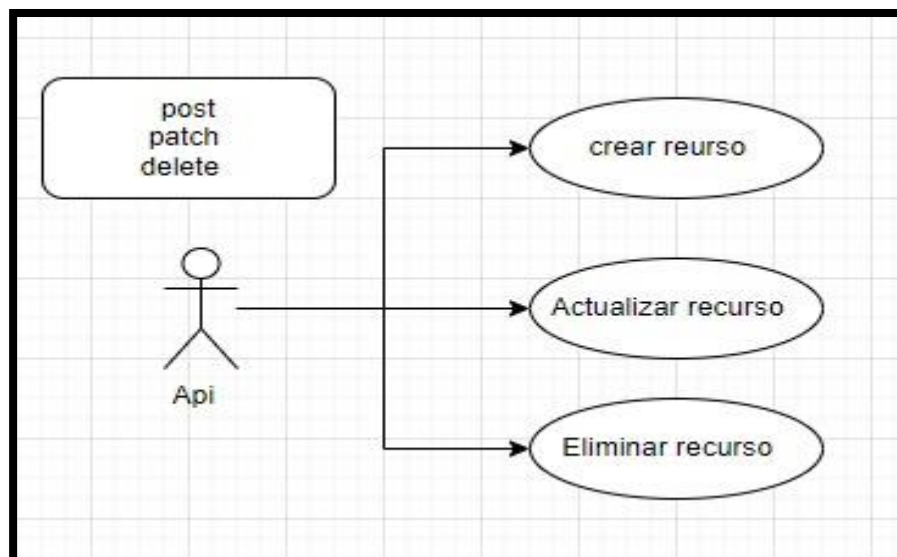 post
patch
delete
crear reurso
Actualizar recurso
Api
Eliminar recurso